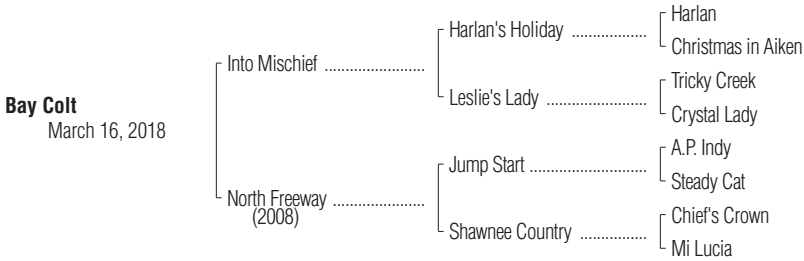 Harlan
Harlan's Holiday ..................
Christmas in Aiken
Into Mischief ........................
Tricky Creek
Leslie's Lady ........................
Crystal Lady
Bay Colt
March 16, 2018
A.P. Indy
Jump Start ...........................
Steady Cat
North Freeway ......................
(2008)
Chief's Crown
Shawnee Country ................
Mi Lucia